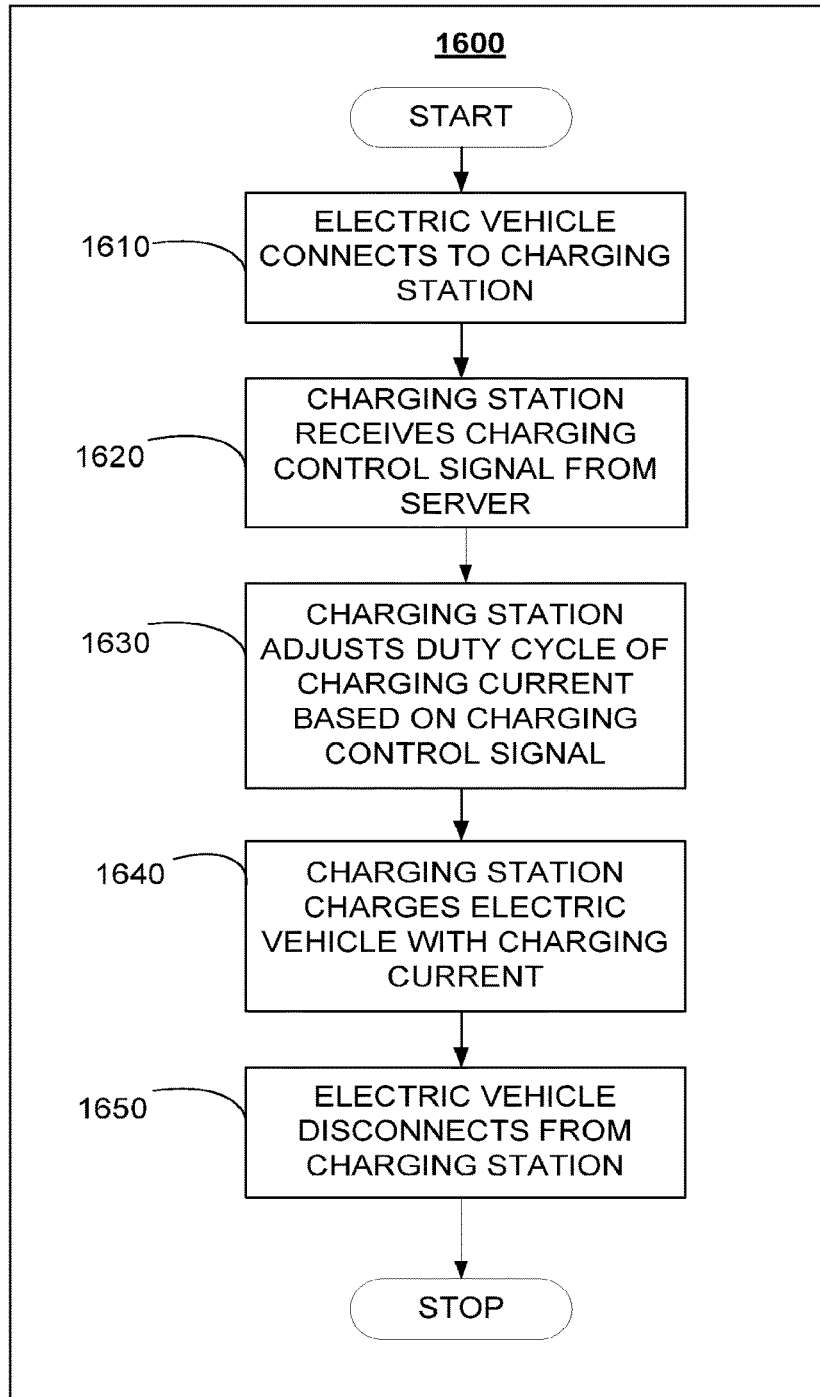 1600
START
1610
ELECTRIC VEHICLE
CONNECTS TO CHARGING
STATION
1620
CHARGING STATION
RECEIVES CHARGING
CONTROL SIGNAL FROM
SERVER
1630
CHARGING STATION
ADJUSTS DUTY CYCLE OF
CHARGING CURRENT
BASED ON CHARGING
CONTROL SIGNAL
1640
CHARGING STATION
CHARGES ELECTRIC
VEHICLE WITH CHARGING
CURRENT
1650
ELECTRIC VEHICLE
DISCONNECTS FROM
CHARGING STATION
STOP